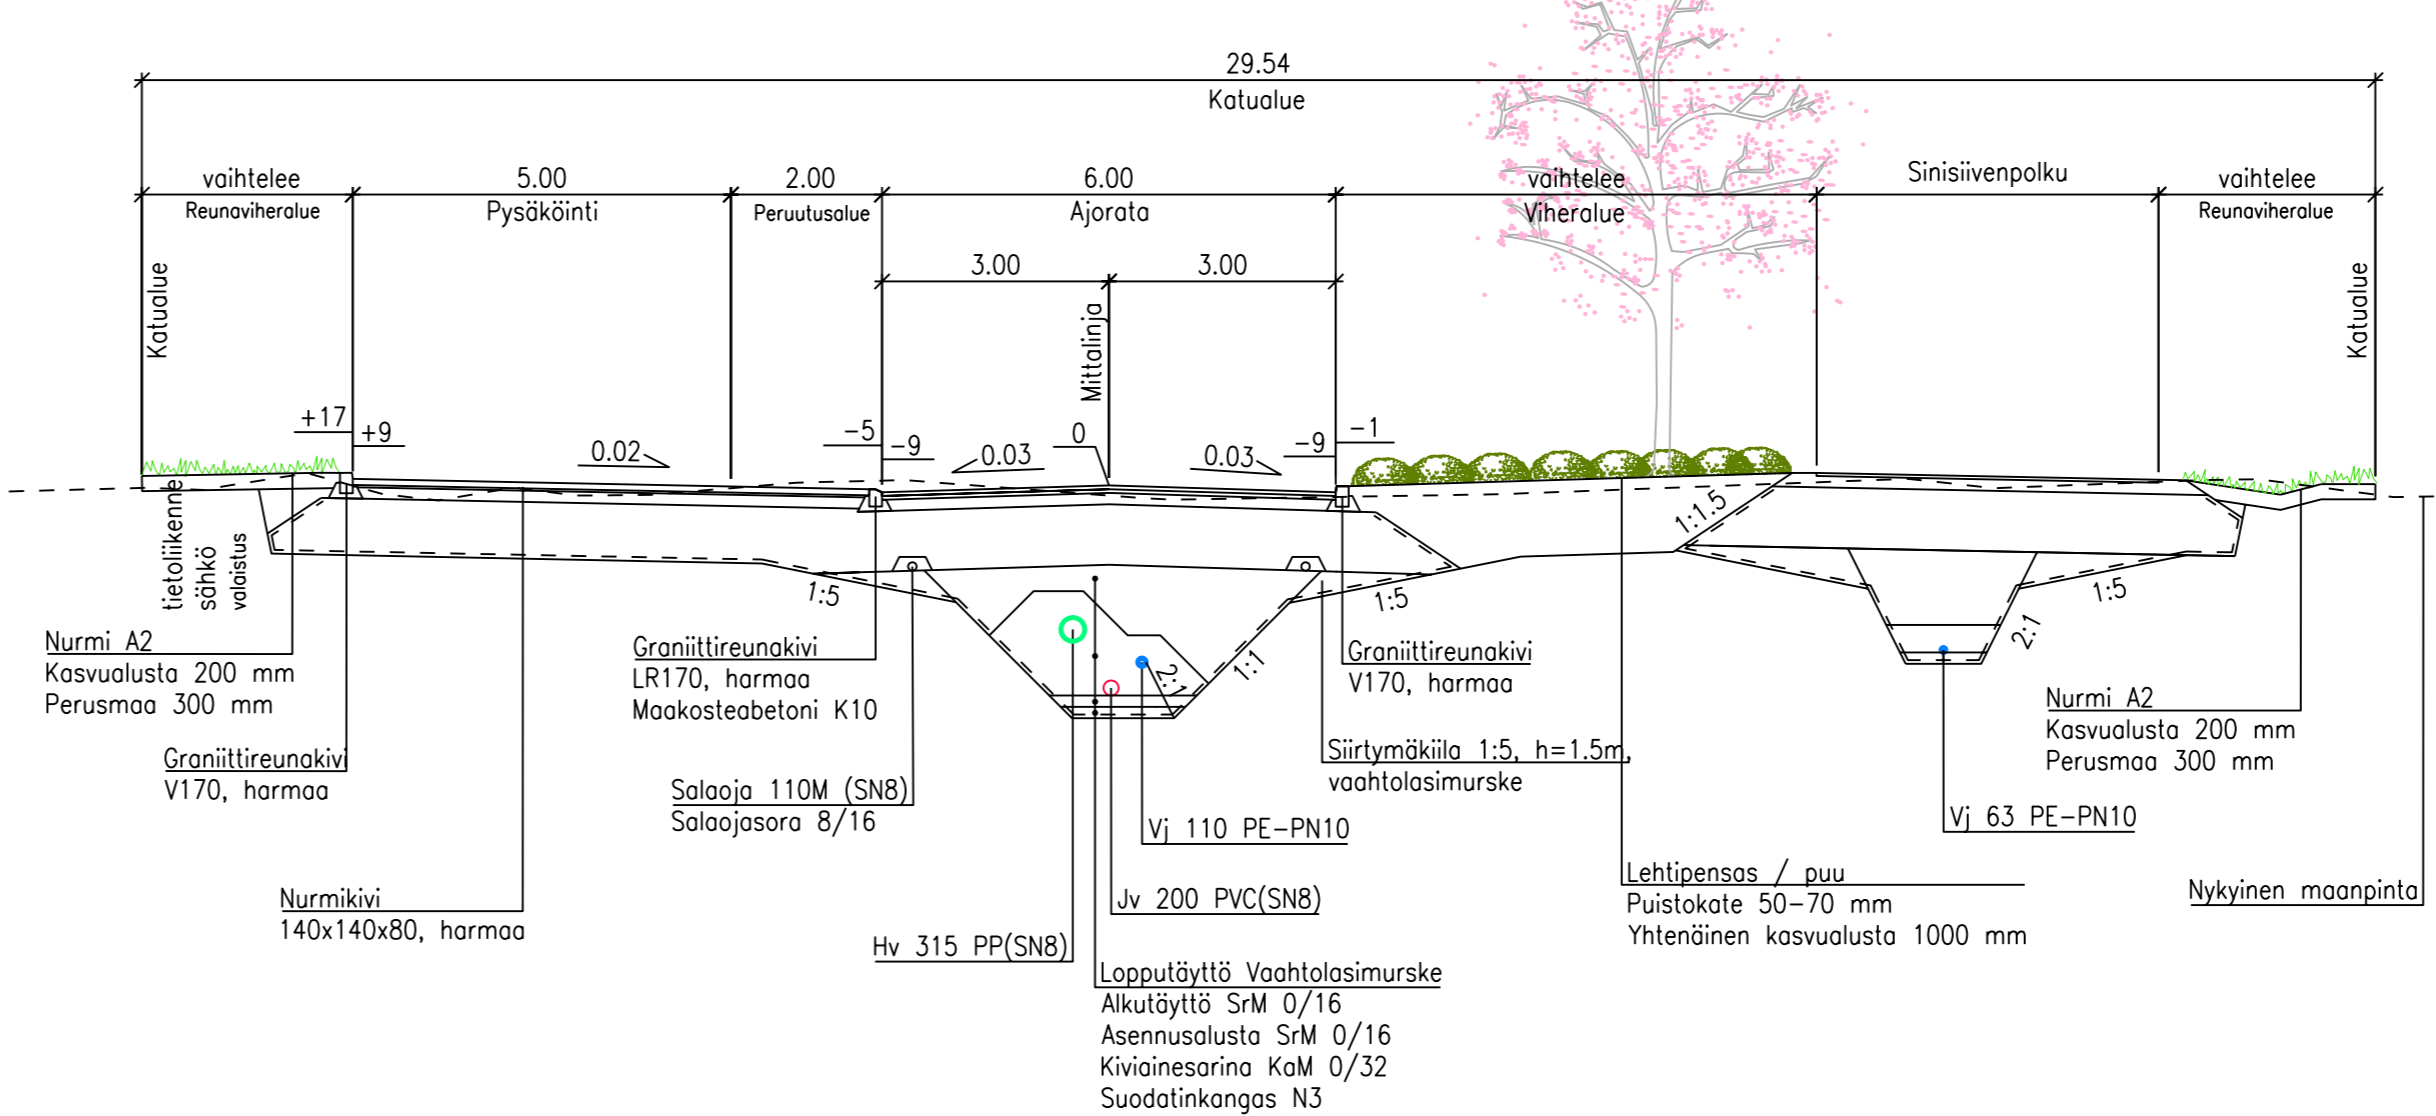 29.54
Katualue
vaihtelee
Reunaviheralue
5.00
Pysäköinti
2.00
Peruutusalue
6.00
Ajorata
vaihtelee
Viheralue
Sinisiivenpolku
vaihtelee
Reunaviheralue
3.00
3.00
Katualue
Mittalinja
Katualue
+17
+9
0.02
-5
-9
0.03
0
0.03
-9
-1
1:1.5
tietoliikenne
sähkö
valaistus
1:5
1:5
1:5
2:1
1:1
2:1
Nurmi A2
Kasvualusta 200 mm
Perusmaa 300 mm
Graniittireunakivi
V170, harmaa
Nurmikivi
140x140x80, harmaa
Graniittireunakivi
LR170, harmaa
Maakosteabetoni K10
Salaoja 110M (SN8)
Salaojasora 8/16
Hv 315 PP(SN8)
Lopputäyttö Vaahtolasimurske
Alkutäyttö SrM 0/16
Asennusalusta SrM 0/16
Kiviainesarina KaM 0/32
Suodatinkangas N3
Jv 200 PVC(SN8)
Vj 110 PE-PN10
Graniittireunakivi
V170, harmaa
Siirtymäkiila 1:5, h=1.5m,
vaahtolasimurske
Lehtipensas / puu
Puistokate 50-70 mm
Yhtenäinen kasvualusta 1000 mm
Vj 63 PE-PN10
Nurmi A2
Kasvualusta 200 mm
Perusmaa 300 mm
Nykyinen maanpinta